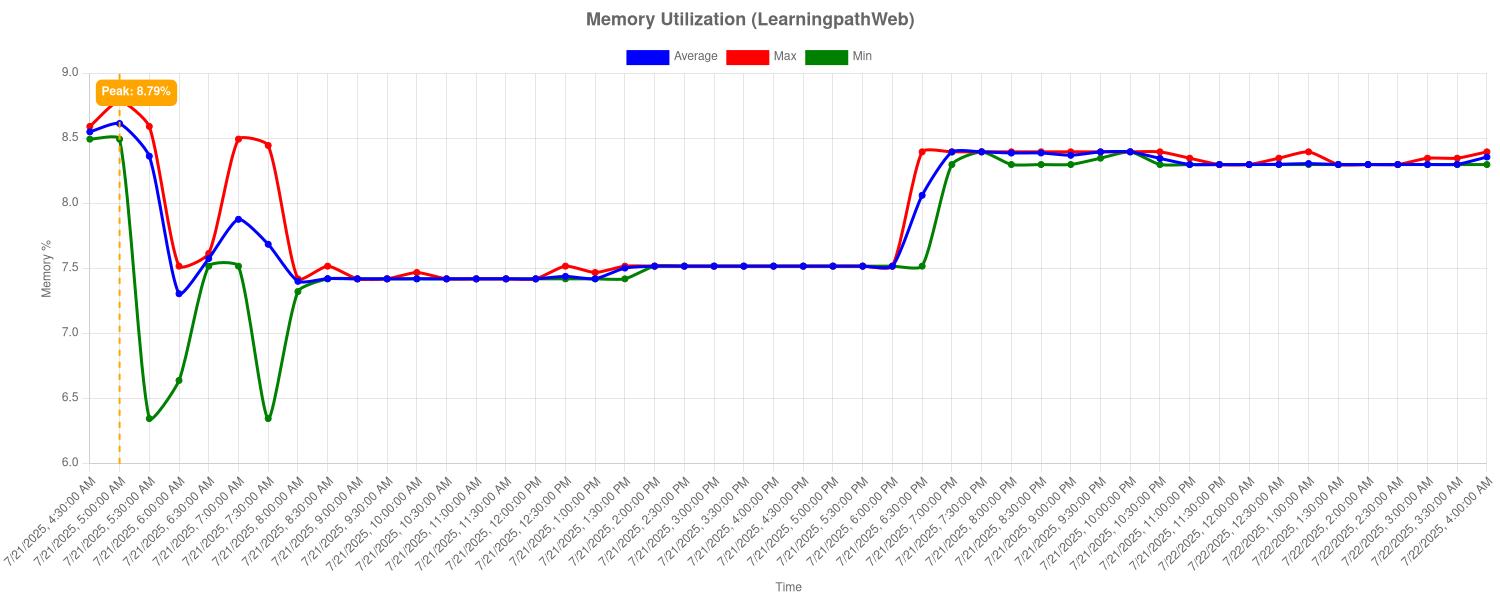 Memory Utilization (LearningpathWeb)
Average Max Min
Peak: 8.79%
9.0
8.5
8.0
7.5
7.0
6.5
6.0
Memory %
7/21/2025, 4:30:00 AM
7/21/2025, 5:00:00 AM
7/21/2025, 5:30:00 AM
7/21/2025, 6:00:00 AM
7/21/2025, 6:30:00 AM
7/21/2025, 7:00:00 AM
7/21/2025, 7:30:00 AM
7/21/2025, 8:00:00 AM
7/21/2025, 8:30:00 AM
7/21/2025, 9:00:00 AM
7/21/2025, 9:30:00 AM
7/21/2025, 10:00:00 AM
7/21/2025, 10:30:00 AM
7/21/2025, 11:00:00 AM
7/21/2025, 11:30:00 AM
7/21/2025, 12:00:00 PM
7/21/2025, 12:30:00 PM
7/21/2025, 1:00:00 PM
7/21/2025, 1:30:00 PM
7/21/2025, 2:00:00 PM
7/21/2025, 2:30:00 PM
7/21/2025, 3:00:00 PM
7/21/2025, 3:30:00 PM
7/21/2025, 4:00:00 PM
7/21/2025, 4:30:00 PM
7/21/2025, 5:00:00 PM
7/21/2025, 5:30:00 PM
7/21/2025, 6:00:00 PM
7/21/2025, 6:30:00 PM
7/21/2025, 7:00:00 PM
7/21/2025, 7:30:00 PM
7/21/2025, 8:00:00 PM
7/21/2025, 8:30:00 PM
7/21/2025, 9:00:00 PM
7/21/2025, 9:30:00 PM
7/21/2025, 10:00:00 PM
7/21/2025, 10:30:00 PM
7/21/2025, 11:00:00 PM
7/21/2025, 11:30:00 PM
7/22/2025, 12:00:00 AM
7/22/2025, 12:30:00 AM
7/22/2025, 1:00:00 AM
7/22/2025, 1:30:00 AM
7/22/2025, 2:00:00 AM
7/22/2025, 2:30:00 AM
7/22/2025, 3:00:00 AM
7/22/2025, 3:30:00 AM
7/22/2025, 4:00:00 AM
Time